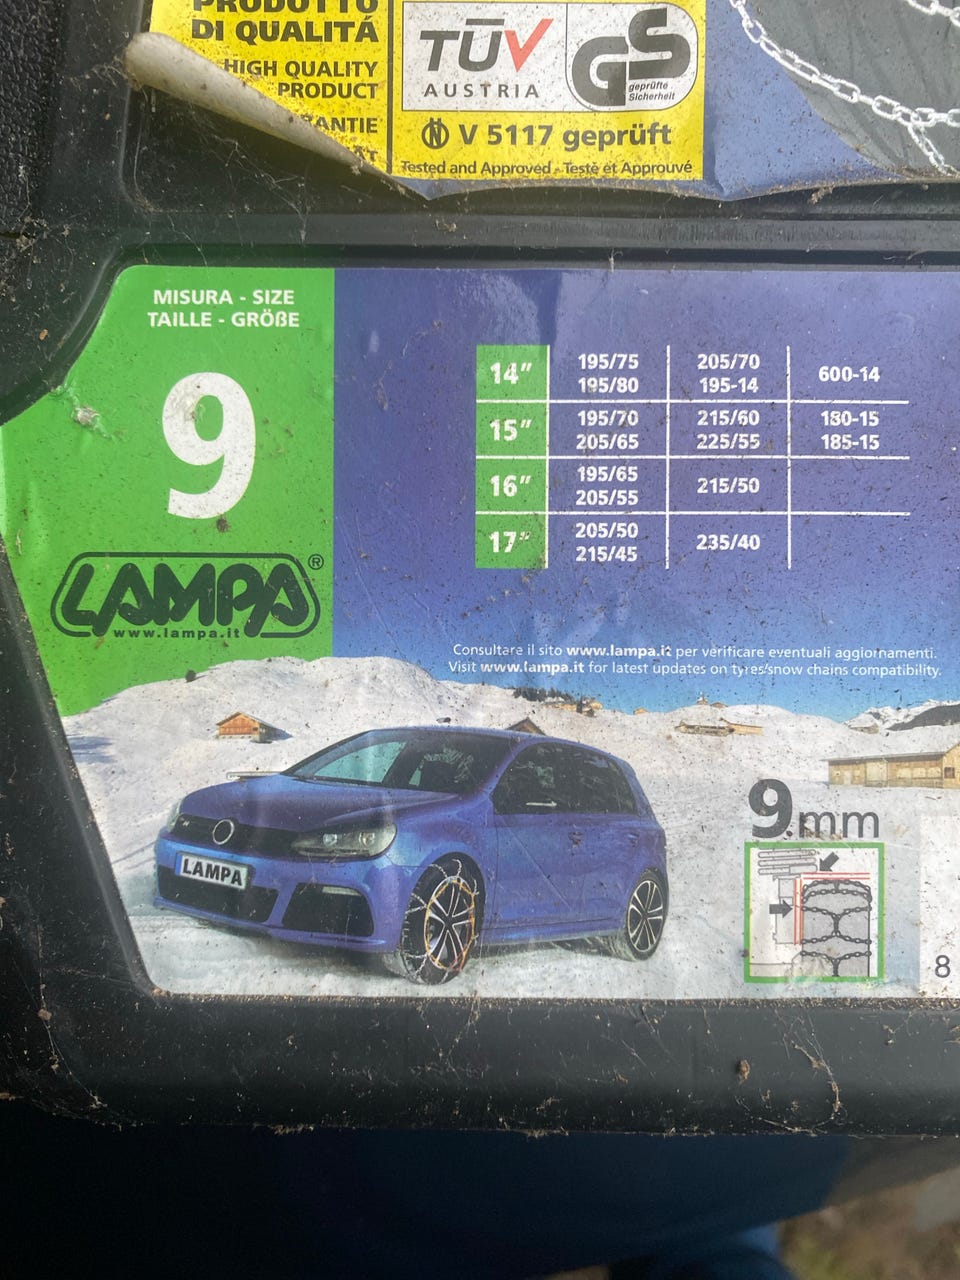 PRODOTTO
DI QUALITÁ
HIGH QUALITY
PRODUCT
TÜV
AUSTRIA
GS
geprüfte
Sicherheit
V 5117 geprüft
Tested and Approved - Testé et Approuvé
MISURA - SIZE
TAILLE - GRÖßE
9
LAMPA®
www.lampa.it
14” 195/75 205/70 600-14
195/80 195-14
15” 195/70 215/60 180-15
205/65 225/55 185-15
16” 195/65 215/50
205/55
17” 205/50 235/40
215/45
Consultare il sito www.lampa.it per verificare eventuali aggiornamenti.
Visit www.lampa.it for latest updates on tyres/snow chains compatibility.
LAMPA
9mm
8